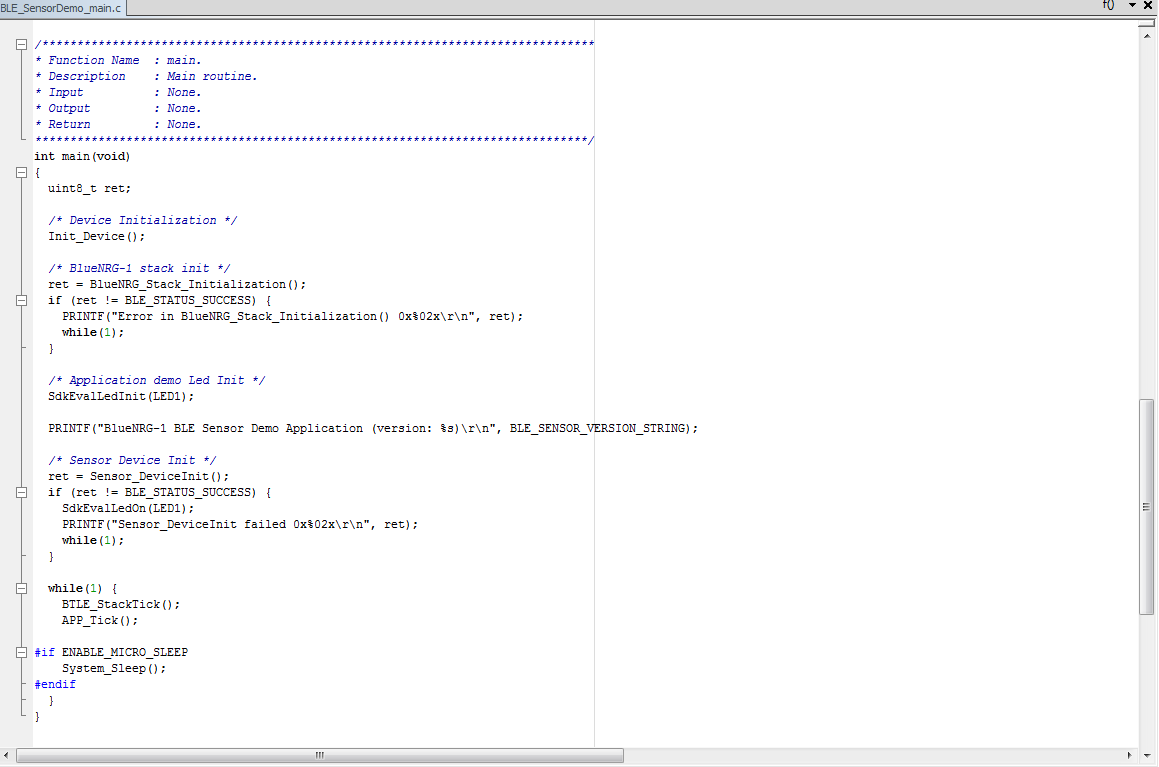 BLE_SensorDemo_main.c
f()
/*******************************************************************************
* Function Name  : main.
* Description    : Main routine.
* Input          : None.
* Output         : None.
* Return         : None.
*******************************************************************************/
int main(void)
{
  uint8_t ret;
  /* Device Initialization */
  Init_Device();
  /* BlueNRG-1 stack init */
  ret = BlueNRG_Stack_Initialization();
  if (ret != BLE_STATUS_SUCCESS) {
    PRINTF("Error in BlueNRG_Stack_Initialization() 0x%02x\r\n", ret);
    while(1);
  }
  /* Application demo Led Init */
  SdkEvalLedInit(LED1);
  PRINTF("BlueNRG-1 BLE Sensor Demo Application (version: %s)\r\n", BLE_SENSOR_VERSION_STRING);
  /* Sensor Device Init */
  ret = Sensor_DeviceInit();
  if (ret != BLE_STATUS_SUCCESS) {
    SdkEvalLedOn(LED1);
    PRINTF("Sensor_DeviceInit failed 0x%02x\r\n", ret);
    while(1);
  }
  while(1) {
    BTLE_StackTick();
    APP_Tick();
#if ENABLE_MICRO_SLEEP
    System_Sleep();
#endif
  }
}